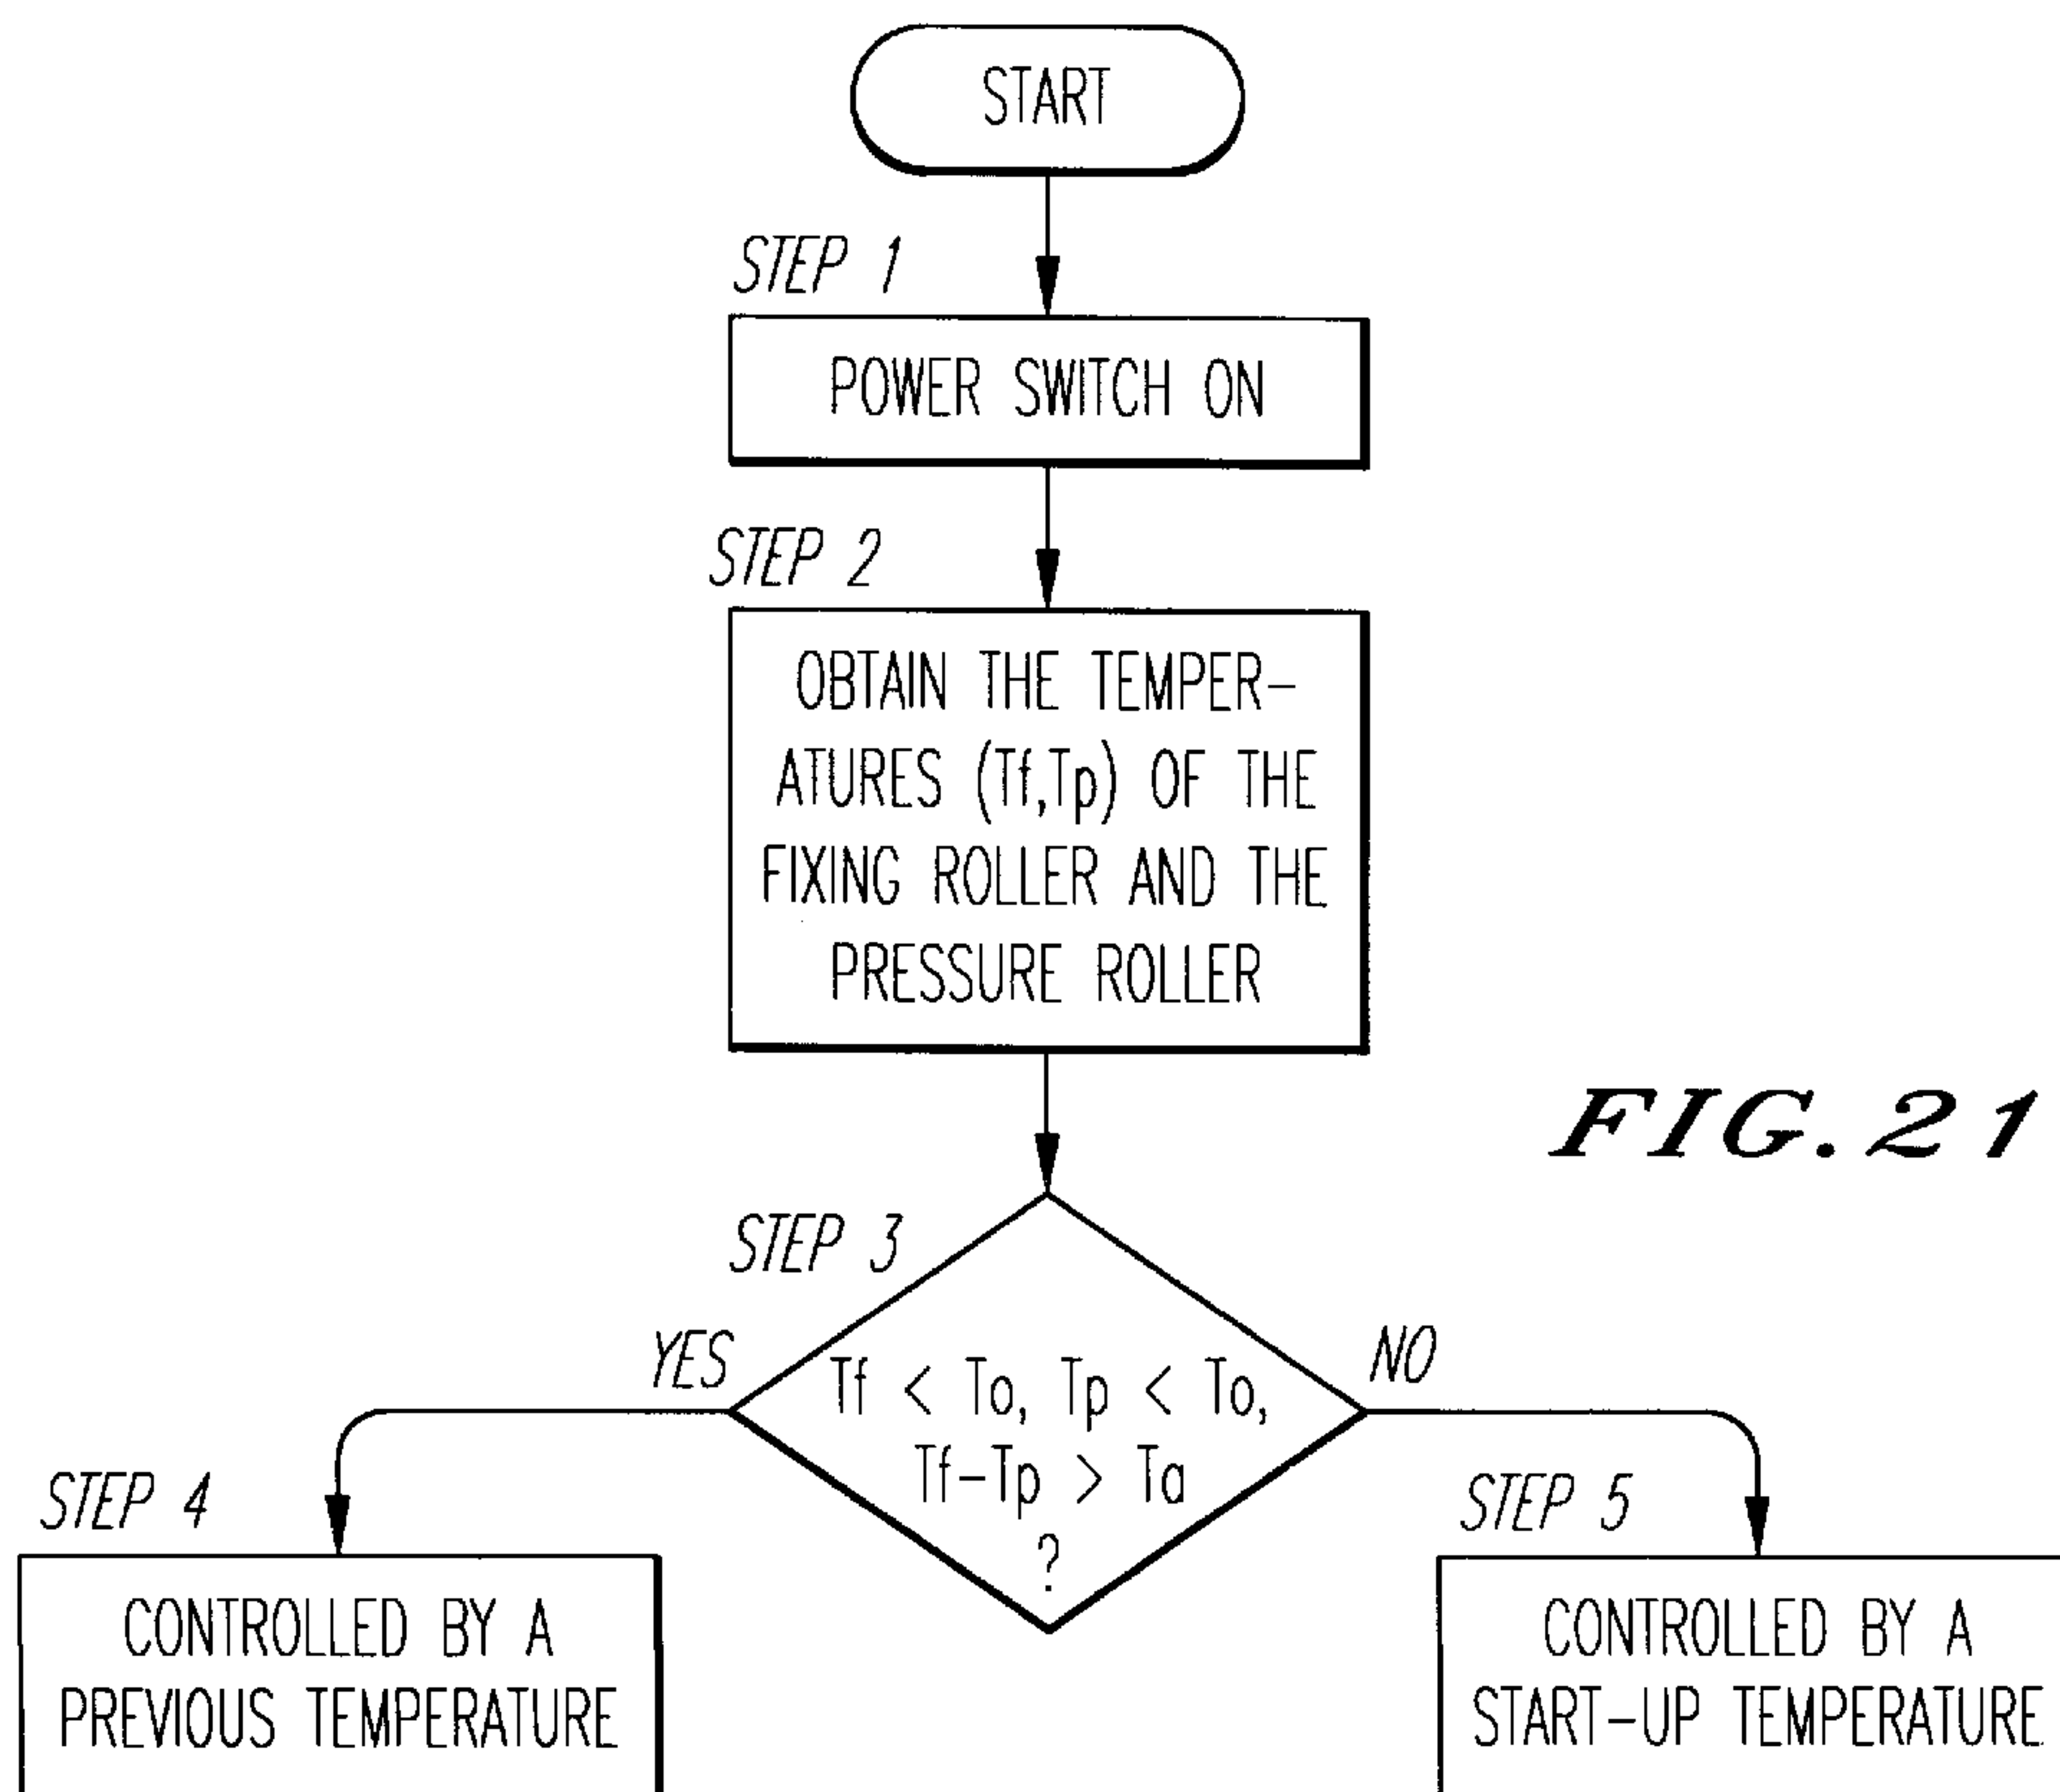 START
STEP 1
POWER SWITCH ON
STEP 2
OBTAIN THE TEMPER-
ATURES (Tf,Tp) OF THE
FIXING ROLLER AND THE
PRESSURE ROLLER
FIG. 21
STEP 3
YES
NO
Tf < To, Tp < To,
Tf-Tp > Ta
?
STEP 4
CONTROLLED BY A
PREVIOUS TEMPERATURE
STEP 5
CONTROLLED BY A
START-UP TEMPERATURE